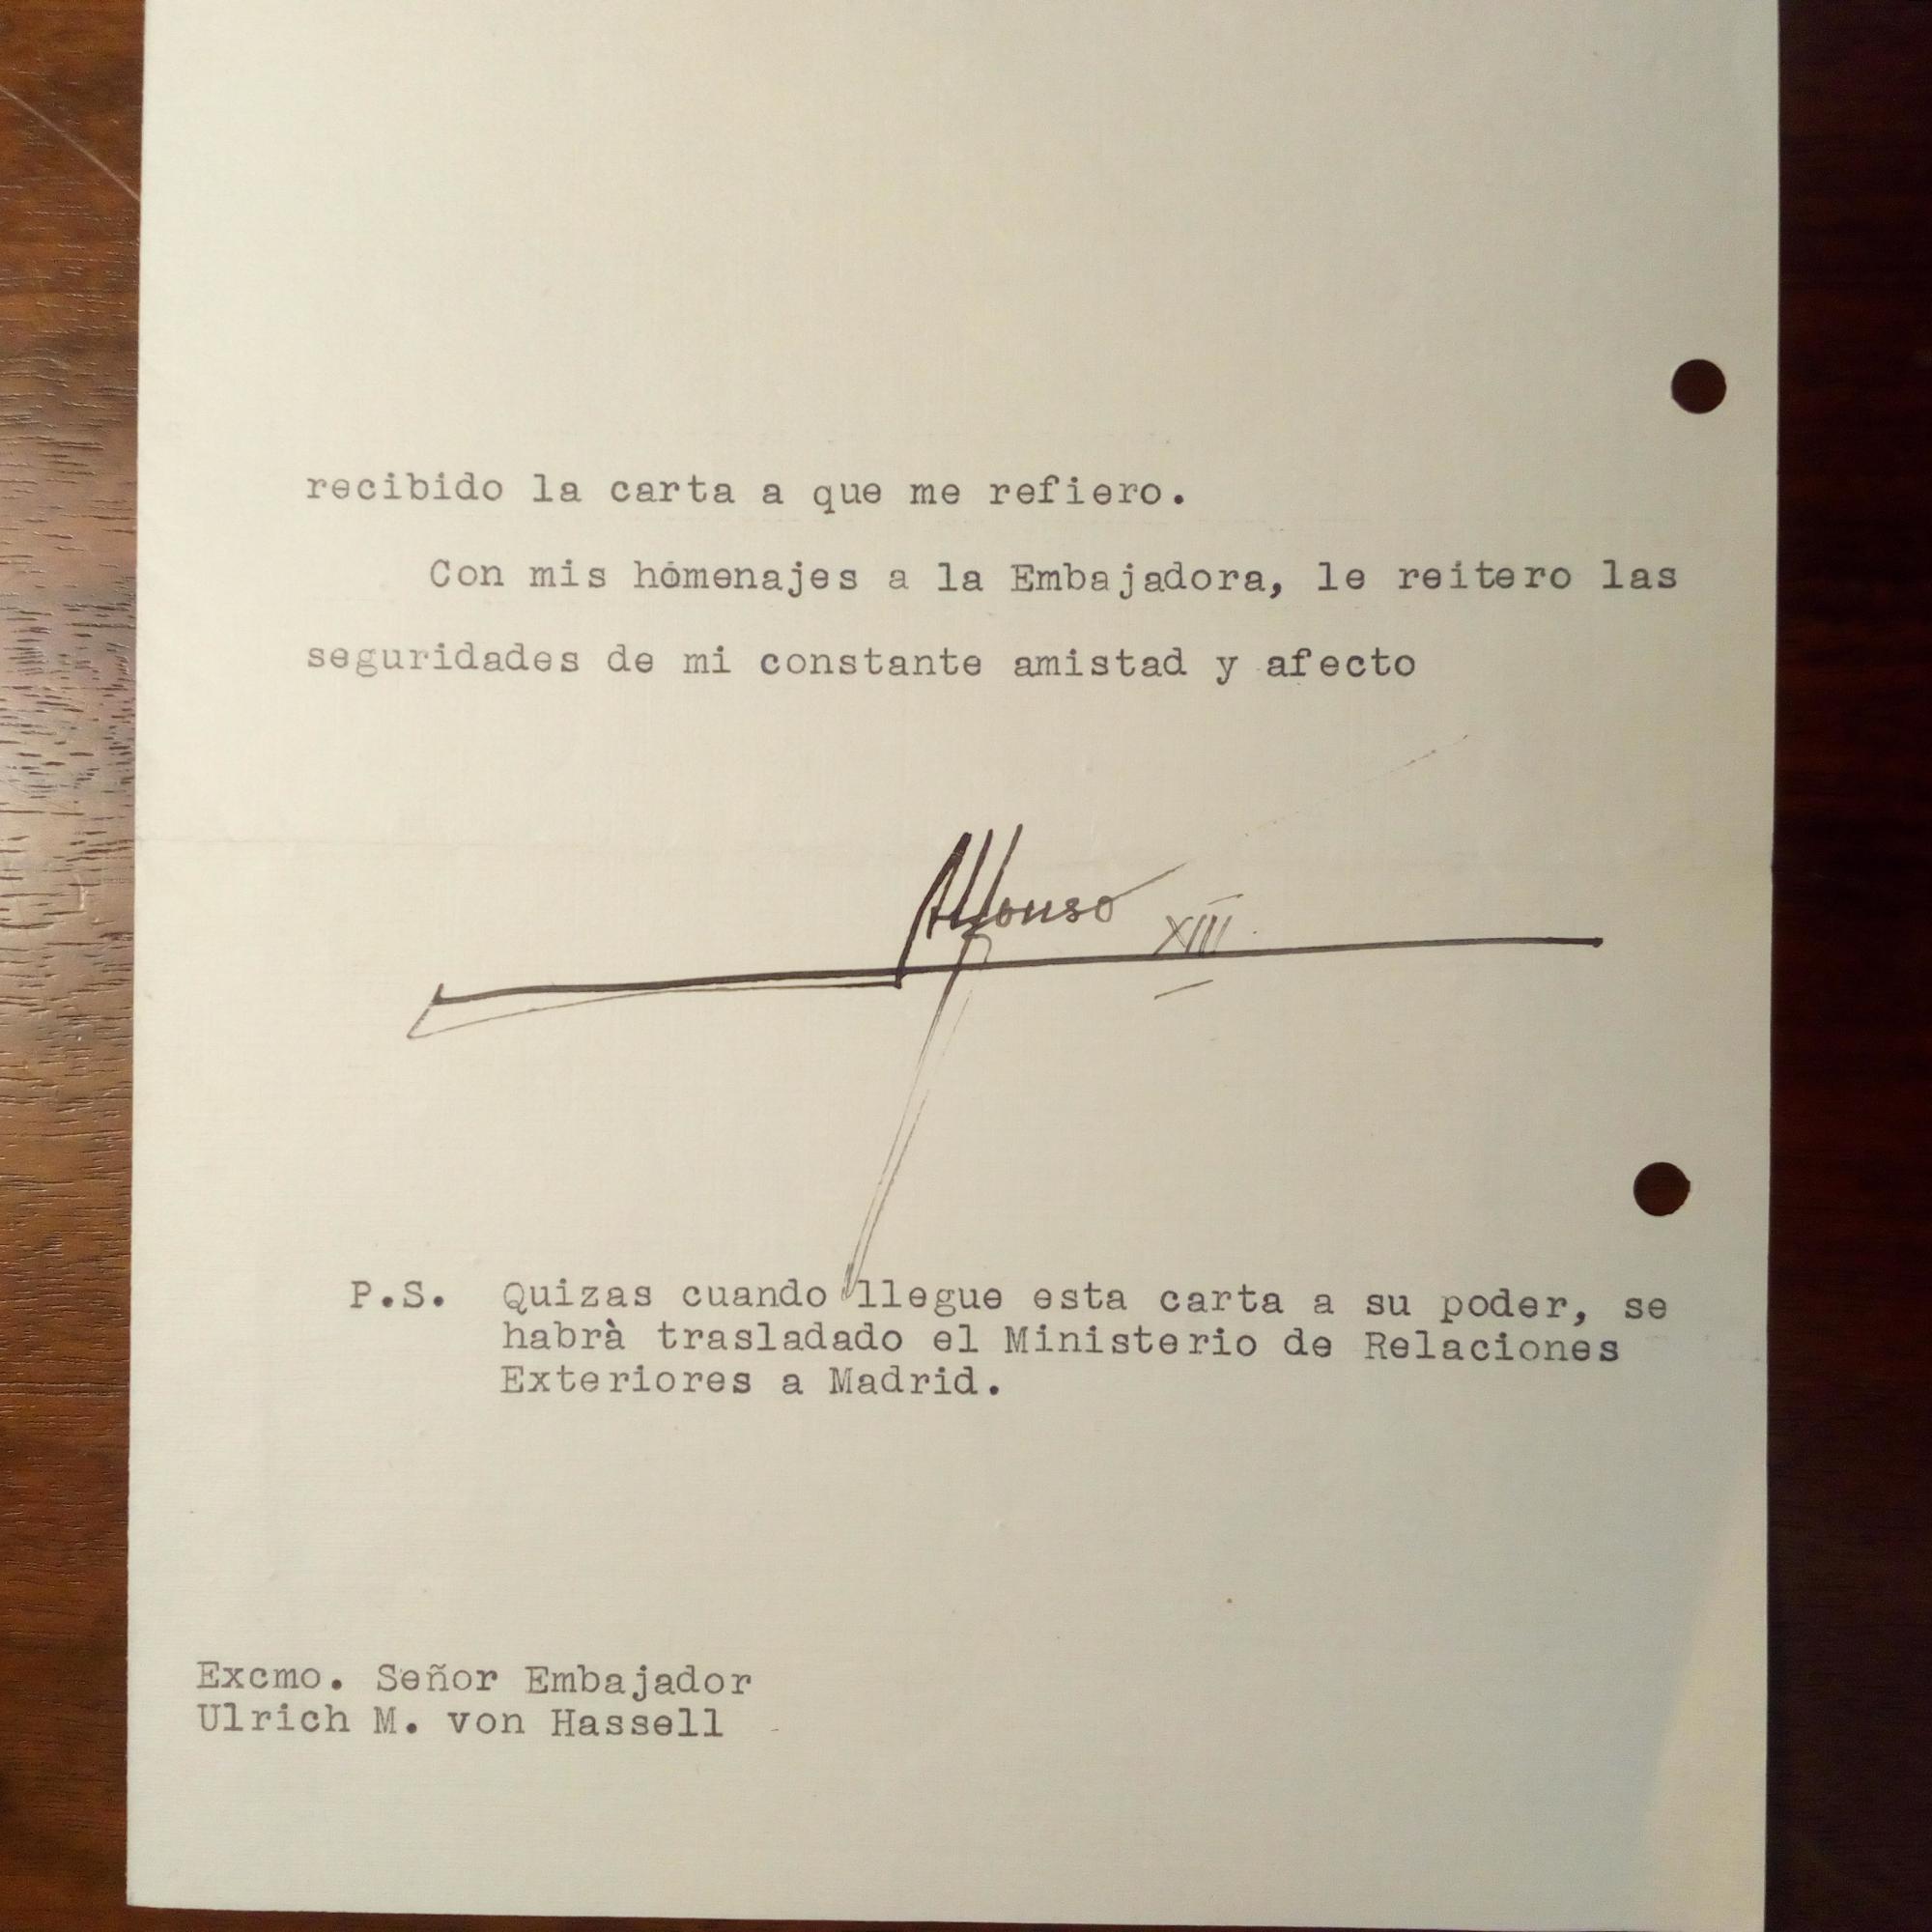 recibido la carta a que me refiero.
Con mis homenajes a la Embajadora, le reitero las
seguridades de mi constante amistad y afecto
Alfonso XIII
P.S. Quizas cuando llegue esta carta a su poder, se
habrà trasladado el Ministerio de Relaciones
Exteriores a Madrid.
Excmo. Señor Embajador
Ulrich M. von Hassell